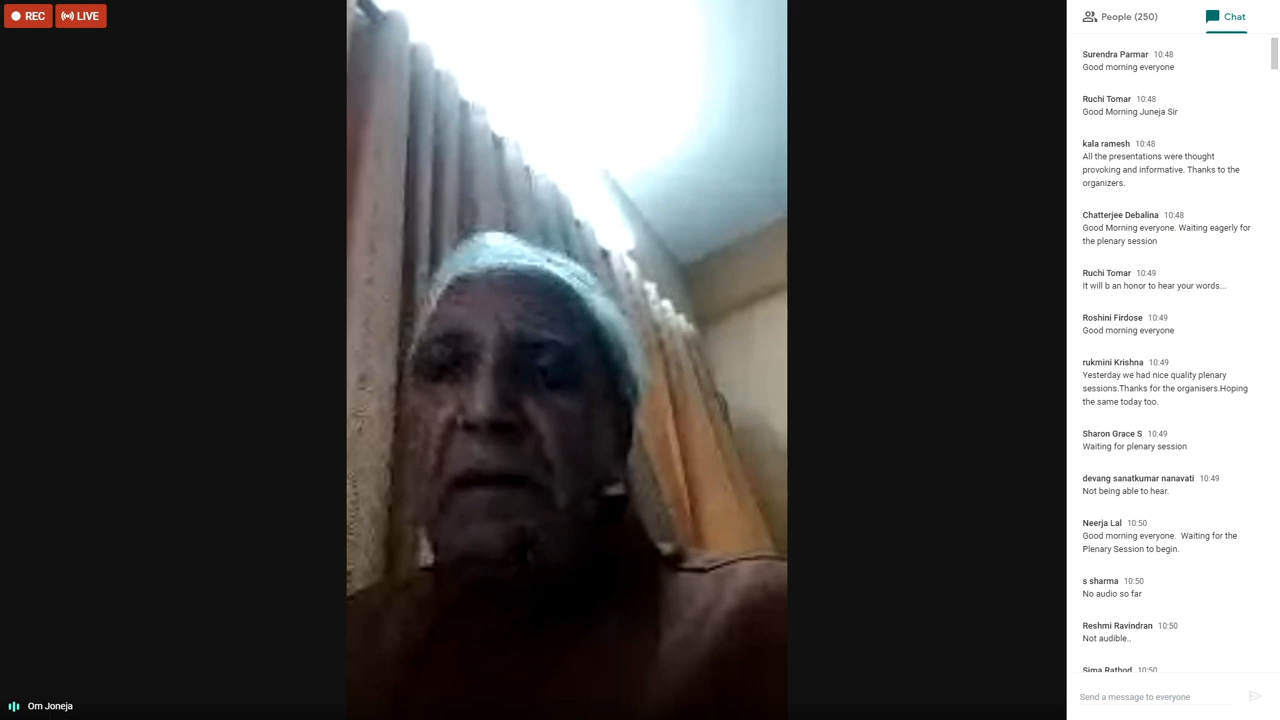 REC
LIVE
People (250)
Chat
Surendra Parmar 10:48
Good morning everyone
Ruchi Tomar 10:48
Good Morning Juneja Sir
kala ramesh 10:48
All the presentations were thought
provoking and informative. Thanks to the
organizers.
Chatterjee Debalina 10:48
Good Morning everyone. Waiting eagerly for
the plenary session
Ruchi Tomar 10:49
It will b an honor to hear your words...
Roshini Firdose 10:49
Good morning everyone
rukmini Krishna 10:49
Yesterday we had nice quality plenary
sessions.Thanks for the organisers.Hoping
the same today too.
Sharon Grace S 10:49
Waiting for plenary session
devang sanatkumar nanavati 10:49
Not being able to hear.
Neerja Lal 10:50
Good morning everyone.  Waiting for the
Plenary Session to begin.
s sharma 10:50
No audio so far
Reshmi Ravindran 10:50
Not audible..
Sima Rathod 10:50
Send a message to everyone
Om Joneja